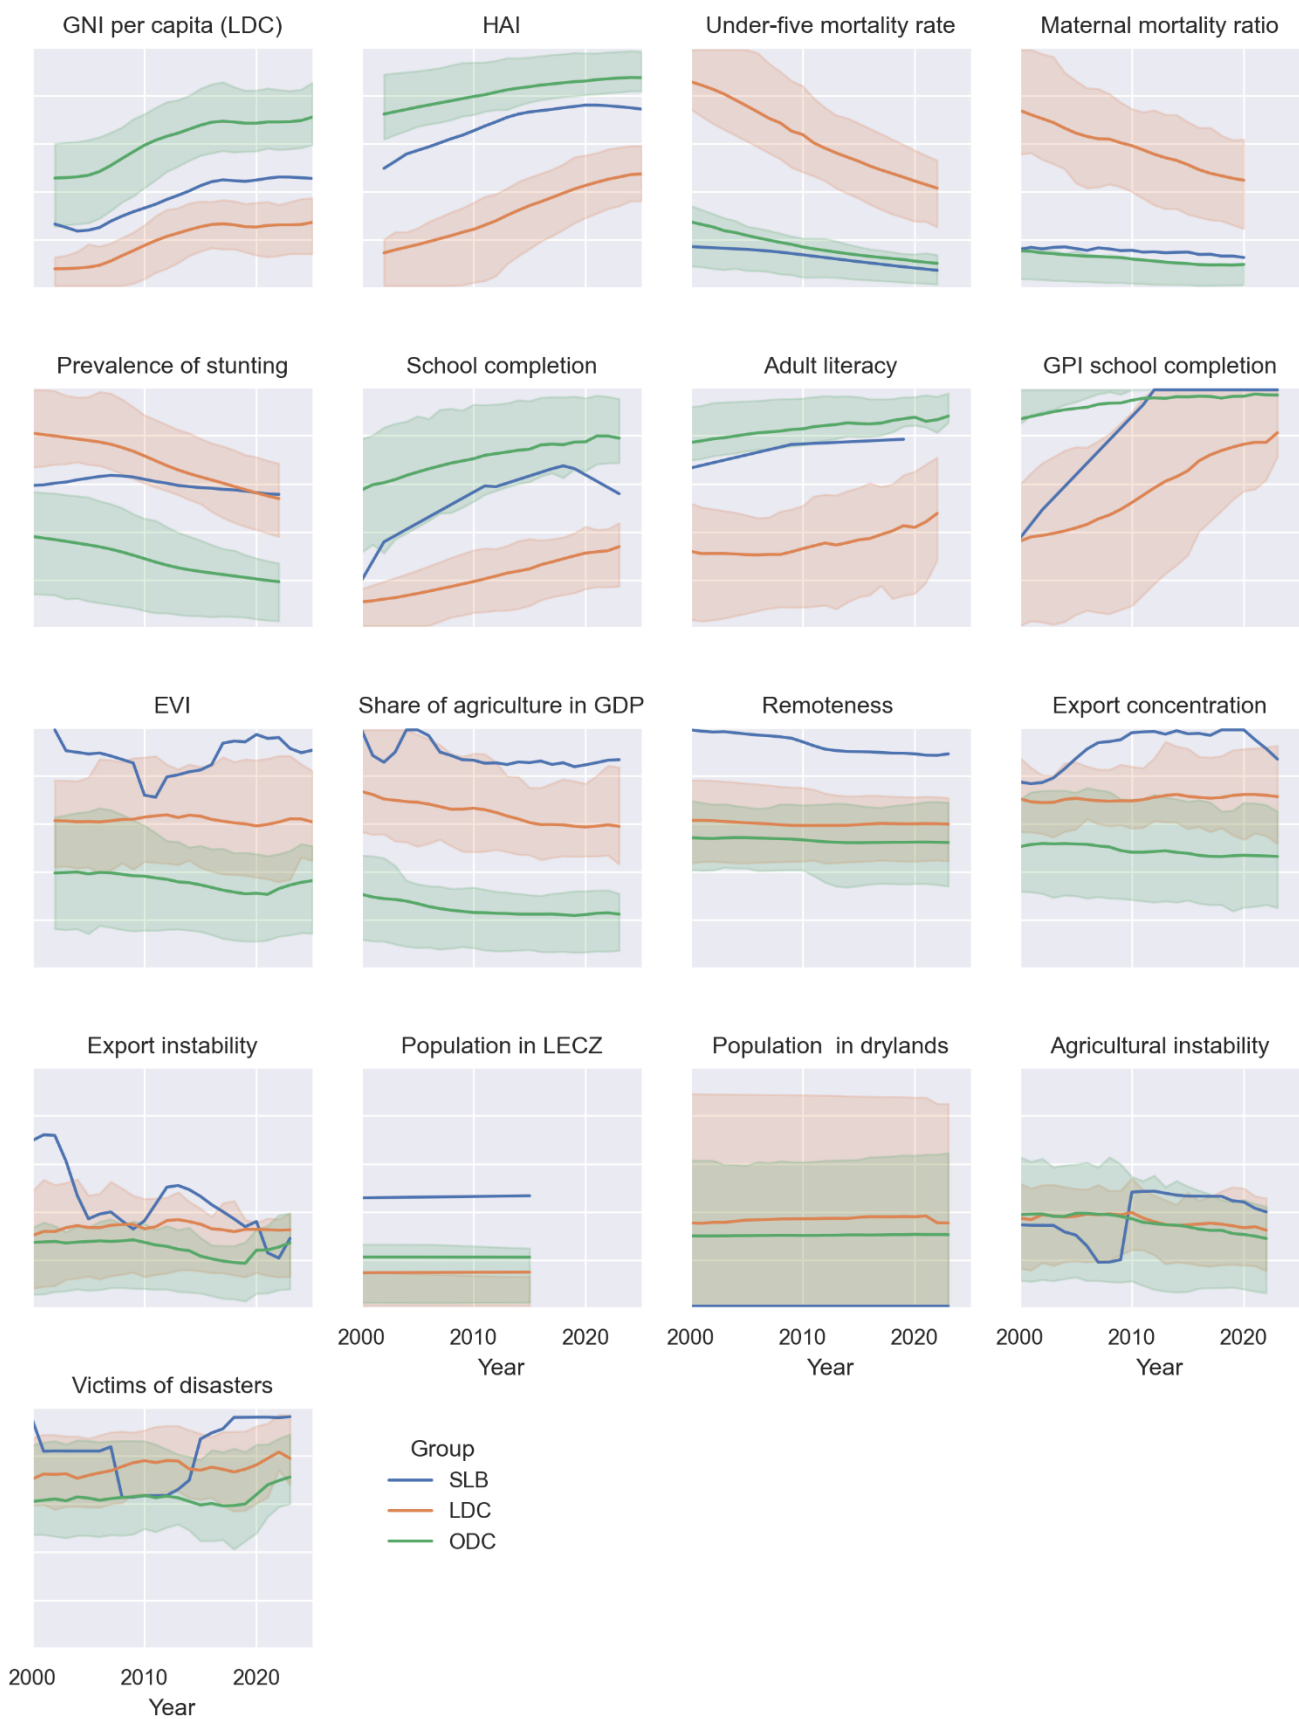 GNI per capita (LDC)
HAI
Under-five mortality rate
Maternal mortality ratio
Prevalence of stunting
School completion
Adult literacy
GPI school completion
EVI
Share of agriculture in GDP
Remoteness
Export concentration
Export instability
Population in LECZ
Population  in drylands
Agricultural instability
2000 2010 2020
Year
2000 2010 2020
Year
2000 2010 2020
Year
Victims of disasters
2000 2010 2020
Year
Group
SLB
LDC
ODC